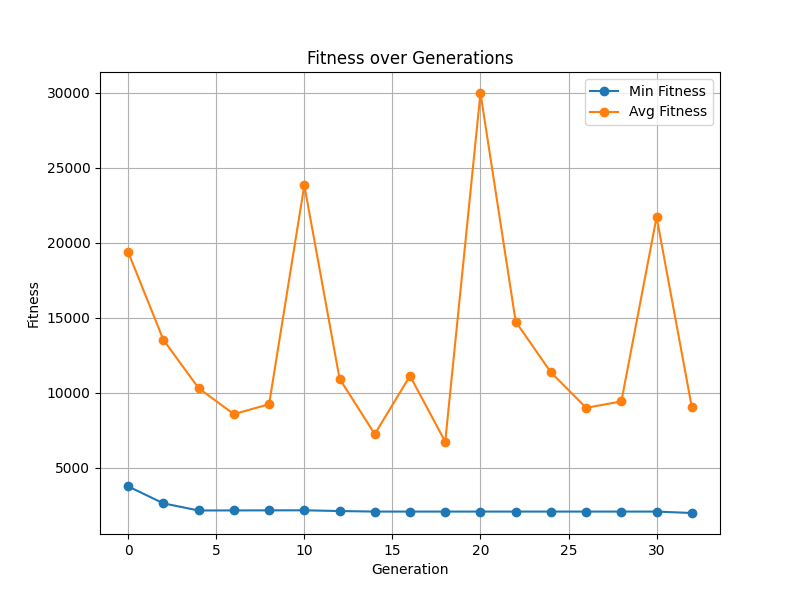 Fitness over Generations
Min Fitness
Avg Fitness
30000
25000
20000
15000
10000
5000
Fitness
0 5 10 15 20 25 30
Generation